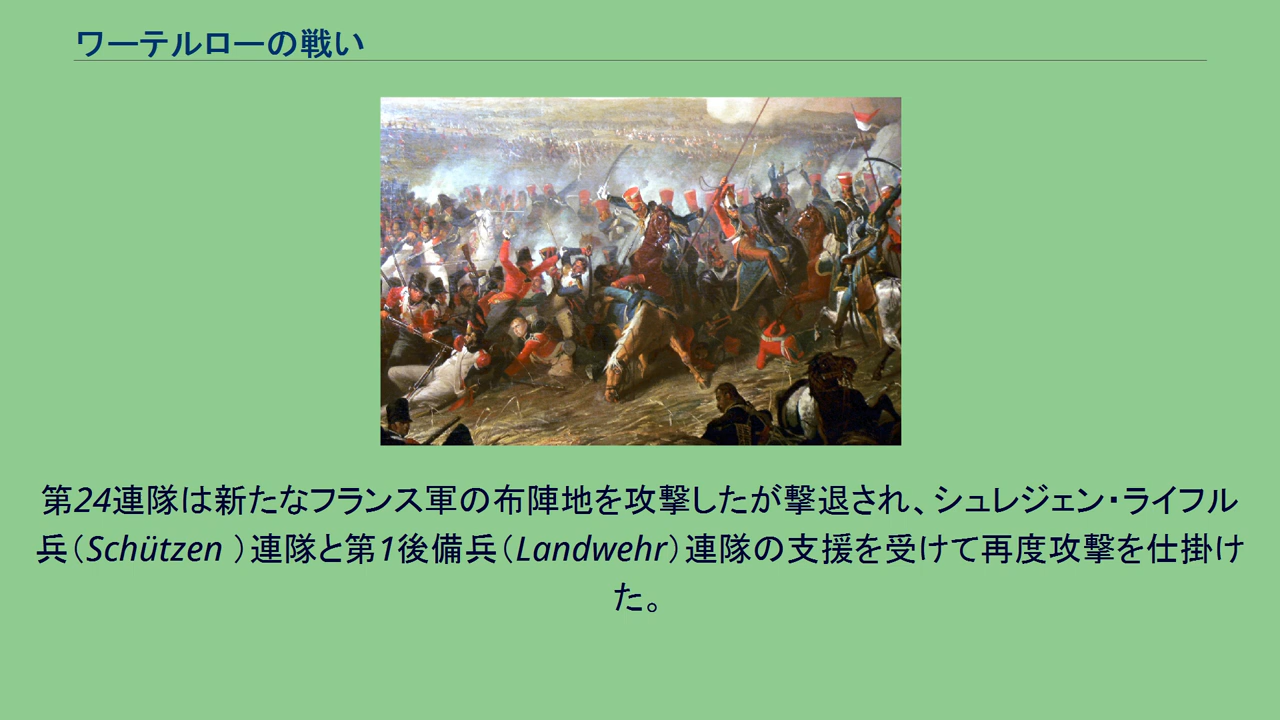 ワーテルローの戦い
第24連隊は新たなフランス軍の布陣地を攻撃したが撃退され、シュレジェン・ライフル
兵（Schützen ）連隊と第1後備兵（Landwehr）連隊の支援を受けて再度攻撃を仕掛け
た。